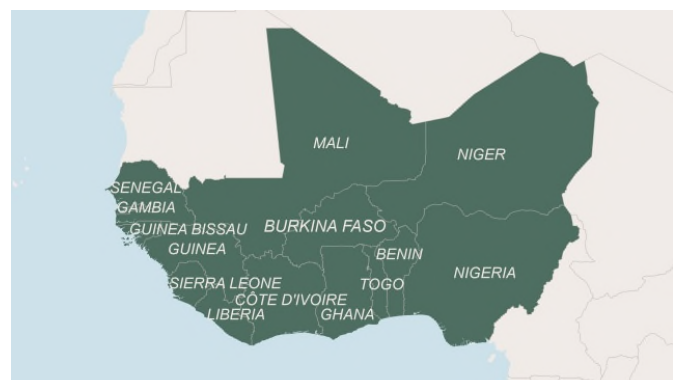 MALI
NIGER
SENEGAL
GAMBIA
GUINEA BISSAU
BURKINA FASO
GUINEA
BENIN
NIGERIA
SIERRA LEONE
TOGO
CÔTE D'IVOIRE
LIBERIA
GHANA